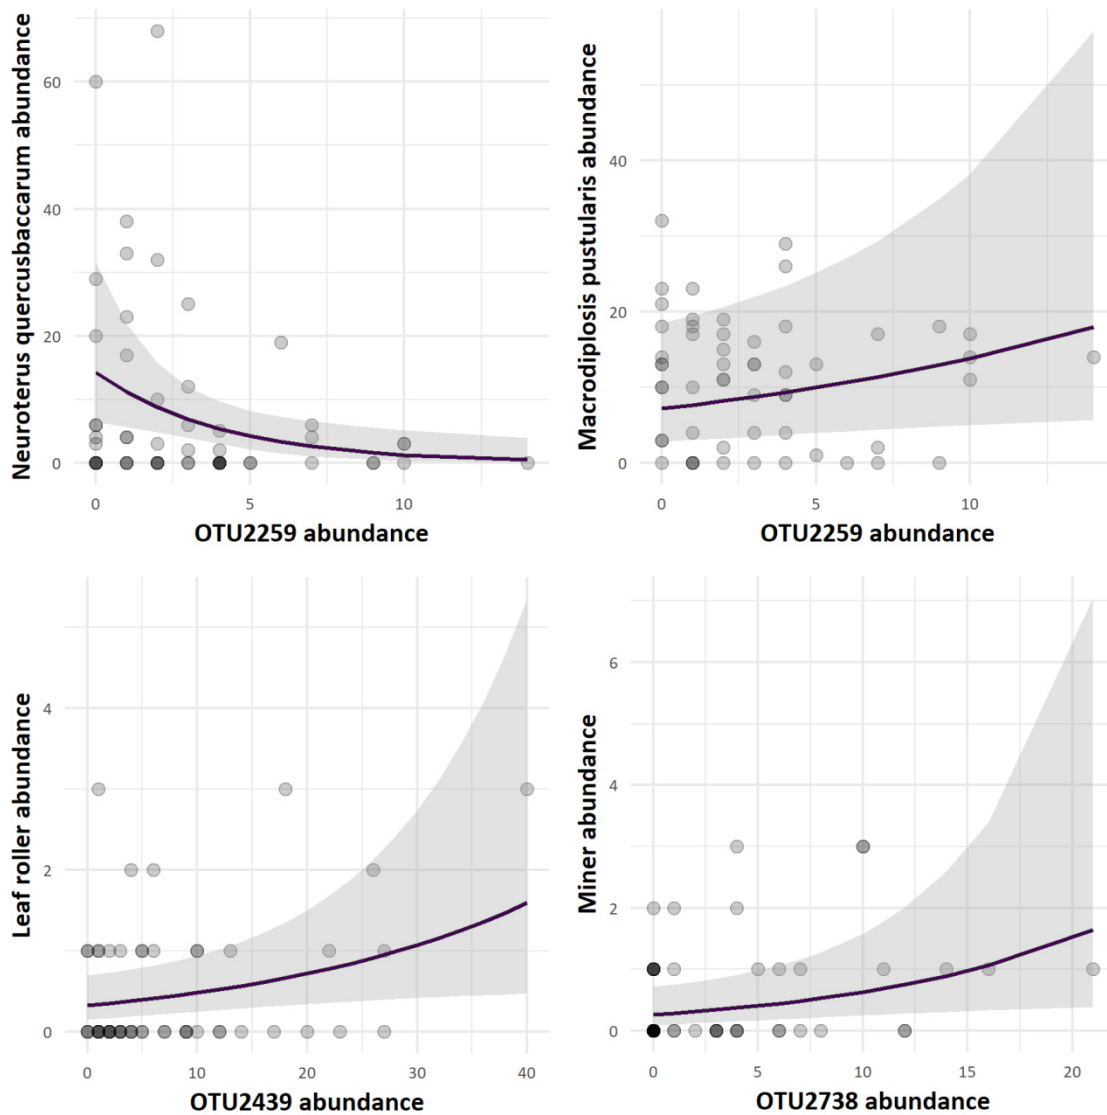 Neuroterus quercusbaccarum abundance
60
40
20
0
0 5 10
OTU2259 abundance
Macrodiplosis pustularis abundance
40
20
0
0 5 10
OTU2259 abundance
Leaf roller abundance
4
2
0
0 10 20 30 40
OTU2439 abundance
Miner abundance
6
4
2
0
0 5 10 15 20
OTU2738 abundance